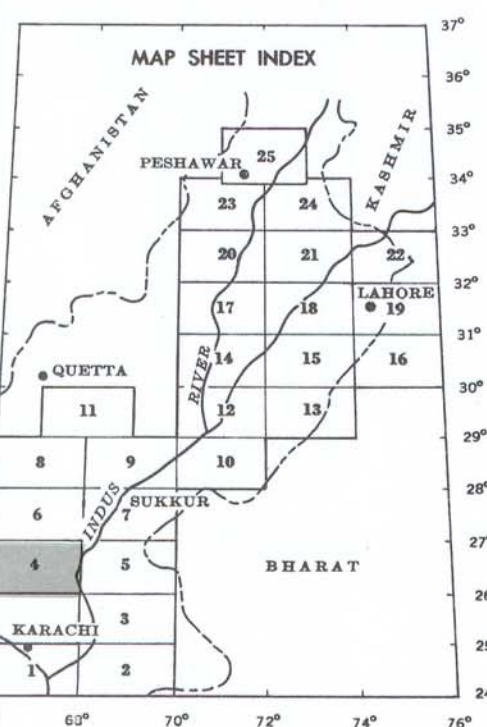 37°
MAP SHEET INDEX
36°
AFGHANISTAN
KASHMIR
35°
PESHAWAR 25
34°
23 24
33°
20 21 22
32°
LAHORE
17 18 19
31°
QUETTA
RIVER
14 15 16
30°
11 12 13
29°
8 9 10
28°
INDUS
SUKKUR
6 7
27
4 5 BHARAT
26
3
KARACHI
25
1 2
24
68° 70° 72° 74° 76°